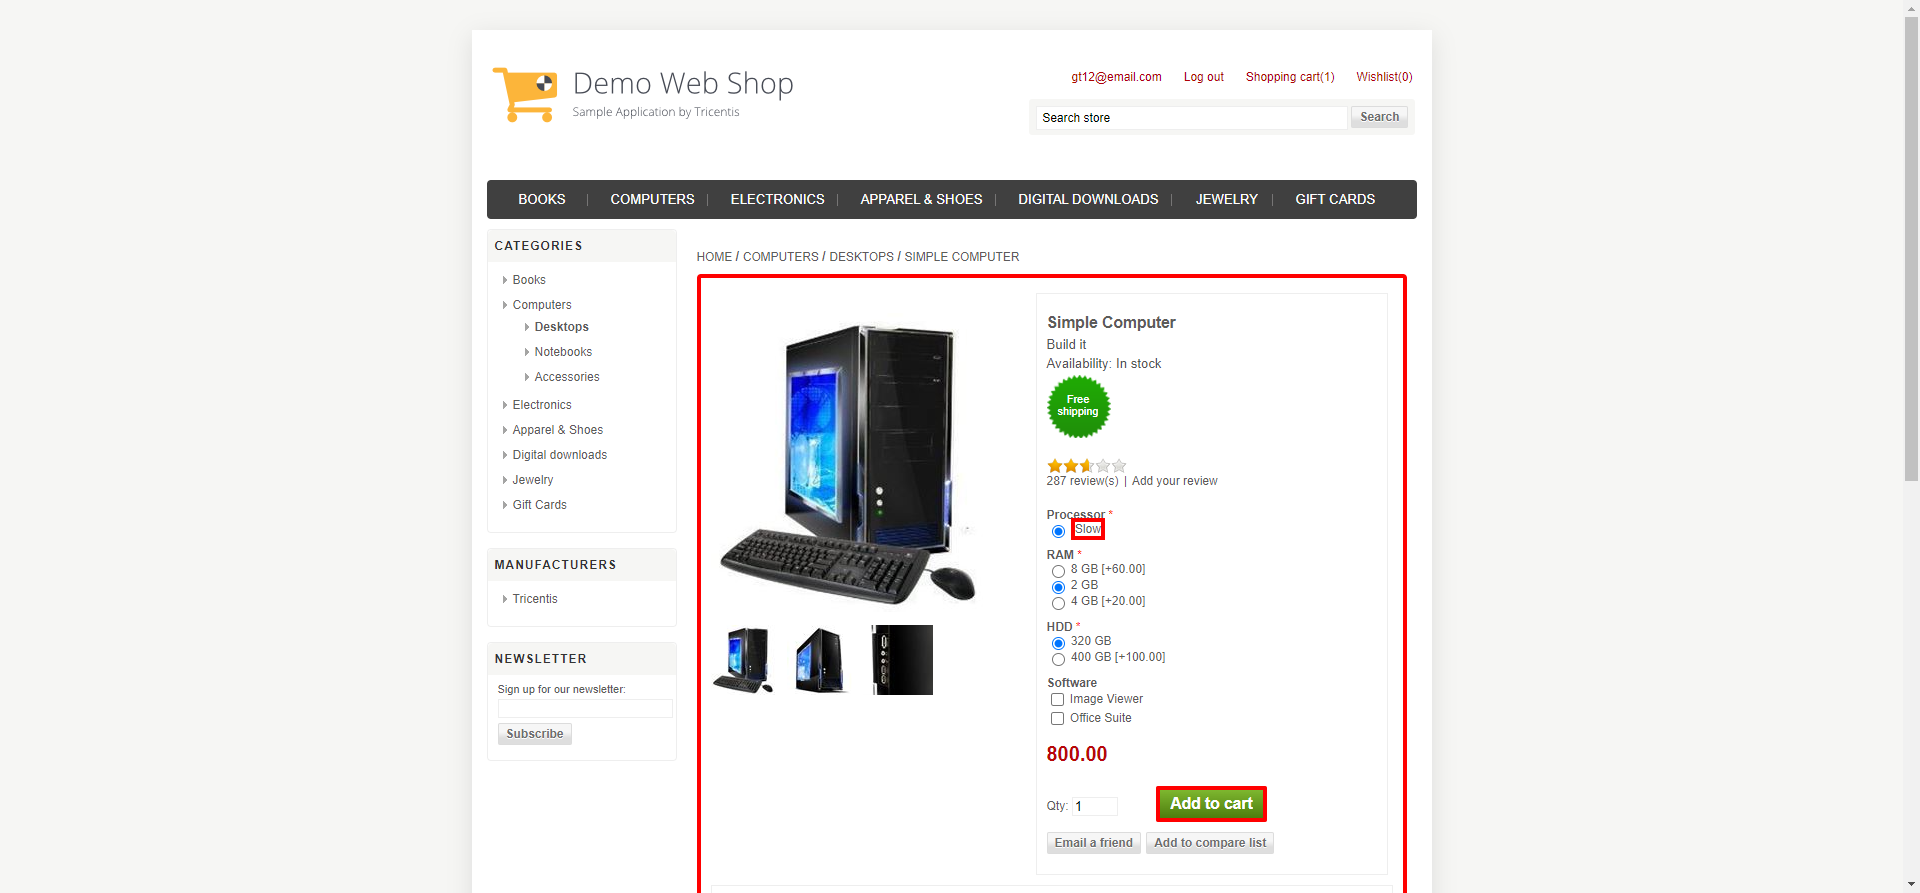 Demo Web Shop
Sample Application by Tricentis
gt12@email.com Log out Shopping cart(1) Wishlist(0)
Search store Search
BOOKS | COMPUTERS | ELECTRONICS | APPAREL & SHOES | DIGITAL DOWNLOADS | JEWELRY | GIFT CARDS
CATEGORIES
Books
Computers
Desktops
Notebooks
Accessories
Electronics
Apparel & Shoes
Digital downloads
Jewelry
Gift Cards
MANUFACTURERS
Tricentis
NEWSLETTER
Sign up for our newsletter:
Subscribe
HOME / COMPUTERS / DESKTOPS / SIMPLE COMPUTER
Simple Computer
Build it
Availability: In stock
Free
shipping
287 review(s) | Add your review
Processor *
Slow
RAM *
8 GB [+60.00]
2 GB
4 GB [+20.00]
HDD *
320 GB
400 GB [+100.00]
Software
Image Viewer
Office Suite
800.00
Qty: 1 Add to cart
Email a friend Add to compare list